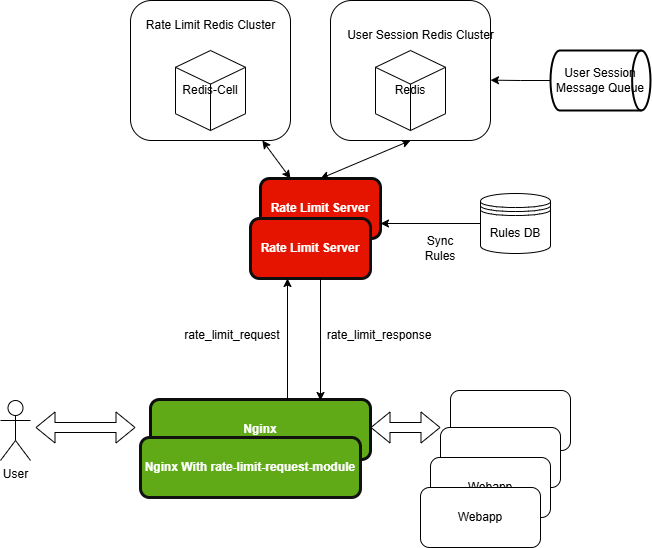 Rate Limit Redis Cluster
User Session Redis Cluster
Redis-Cell
Redis
User Session
Message Queue
Rate Limit Server
Rate Limit Server
Rules DB
Sync
Rules
rate_limit_request
rate_limit_response
Nginx
Nginx With rate-limit-request-module
User
Webapp
Webapp